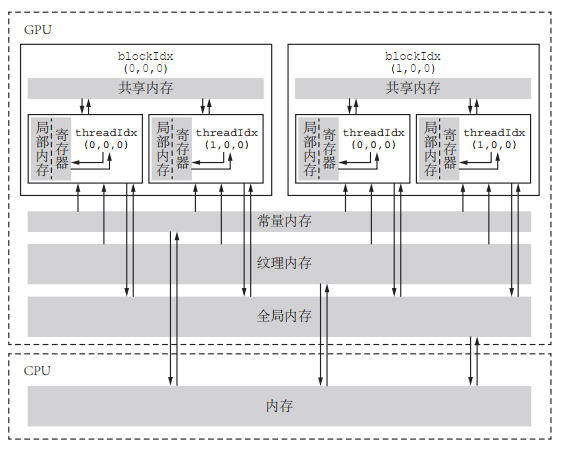 GPU
blockIdx
(0,0,0)
共享内存
局部内存
寄存器
threadIdx
(0,0,0)
局部内存
寄存器
threadIdx
(1,0,0)
blockIdx
(1,0,0)
共享内存
局部内存
寄存器
threadIdx
(0,0,0)
局部内存
寄存器
threadIdx
(1,0,0)
常量内存
纹理内存
全局内存
CPU
内存